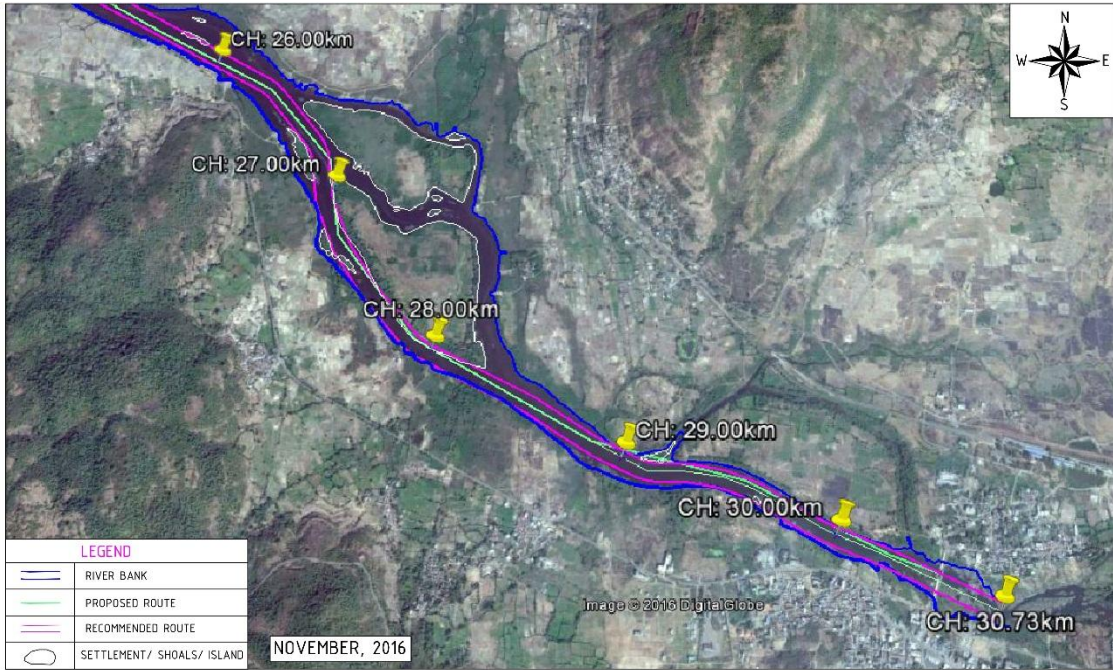 N
W E
S
CH: 26.00km
CH: 27.00km
CH: 28.00km
CH: 29.00km
CH: 30.00km
CH: 30.73km
Image © 2016 DigitalGlobe
LEGEND
RIVER BANK
PROPOSED ROUTE
RECOMMENDED ROUTE
SETTLEMENT/ SHOALS/ ISLAND
NOVEMBER, 2016